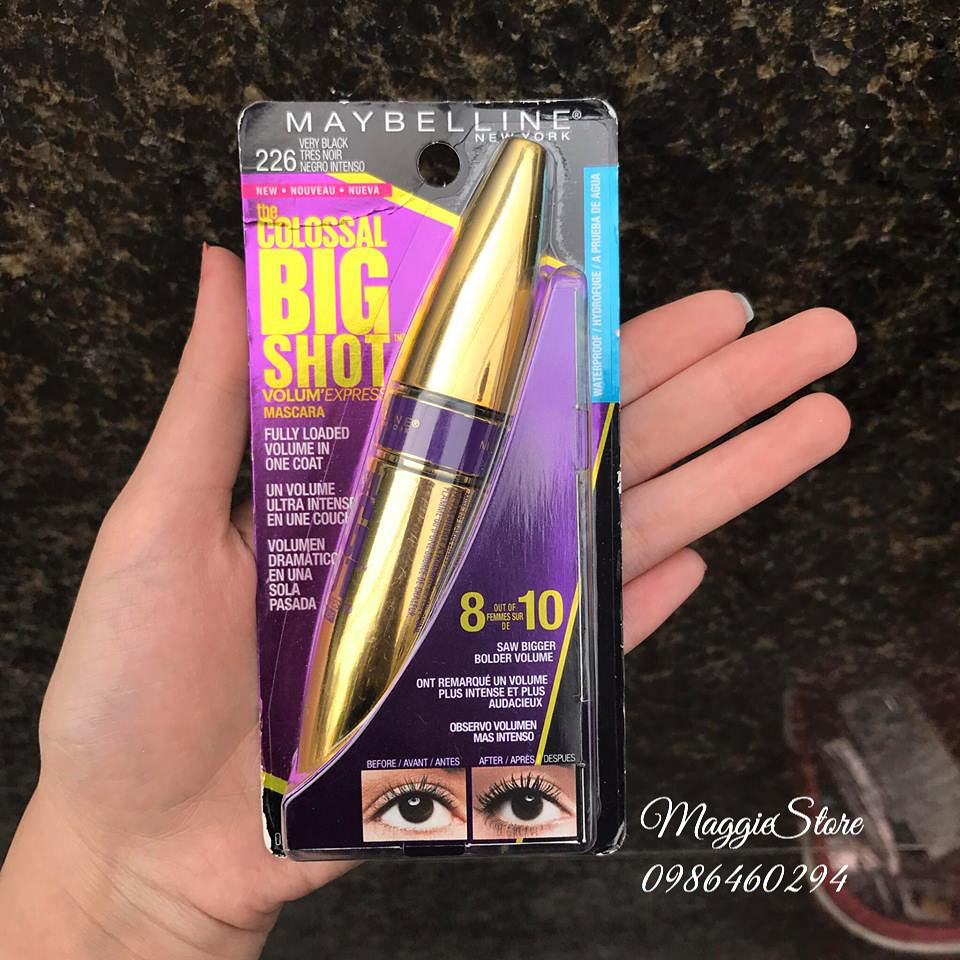 MAYBELLINE®
NEW YORK
226
VERY BLACK
TRÈS NOIR
NEGRO INTENSO
NEW • NOUVEAU • NUEVA
the
COLOSSAL
BIG
SHOT™
VOLUM'EXPRESS
MASCARA
FULLY LOADED
VOLUME IN
ONE COAT
UN VOLUME
ULTRA INTENSE
EN UNE
VOLUMEN
DRAMÁTICO
EN UNA
SOLA
PASADA
WATERPROOF / HYDROFUGE / A PRUEBA DE AGUA
8 OUT OF 10
FEMMES SUR
DE
SAW BIGGER
BOLDER VOLUME
ONT REMARQUÉ UN VOLUME
PLUS INTENSE ET PLUS
AUDACIEUX
OBSERVO VOLUMEN
MAS INTENSO
BEFORE / AVANT / ANTES
AFTER / APRÈS / DESPUES
MaggieStore
0986460294